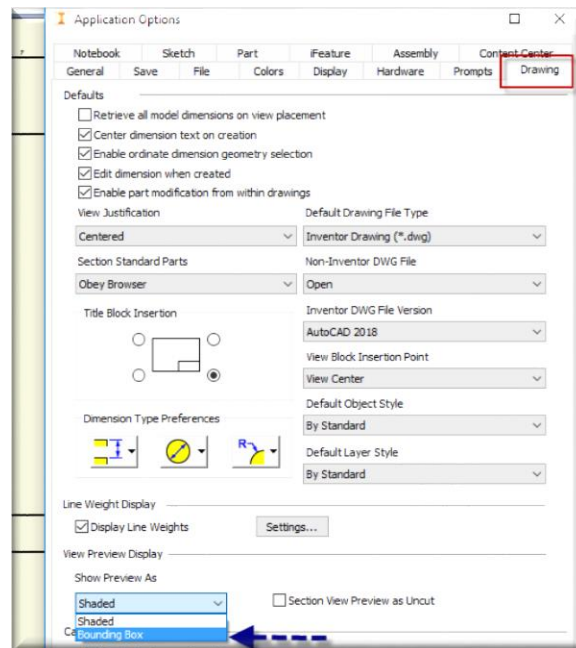 Application Options
Notebook Sketch Part iFeature Assembly Content Center
General Save File Colors Display Hardware Prompts Drawing
Defaults
Retrieve all model dimensions on view placement
Center dimension text on creation
Enable ordinate dimension geometry selection
Edit dimension when created
Enable part modification from within drawings
View Justification Default Drawing File Type
Centered Inventor Drawing (*.dwg)
Section Standard Parts Non-Inventor DWG File
Obey Browser Open
Title Block Insertion Inventor DWG File Version
AutoCAD 2018
View Block Insertion Point
View Center
Default Object Style
Dimension Type Preferences By Standard
R
Default Layer Style
By Standard
Line Weight Display
Display Line Weights Settings...
View Preview Display
Show Preview As
Shaded Section View Preview as Uncut
Shaded
Bounding Box